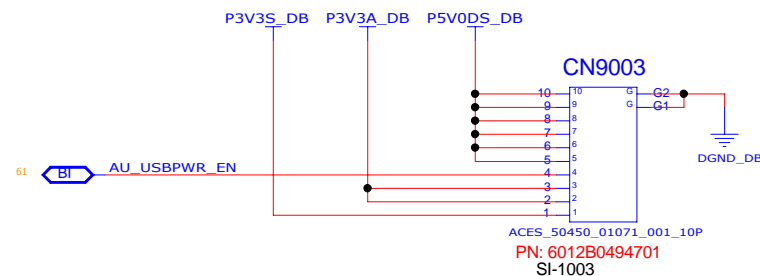 P3V3S_DB P3V3A_DB P5V0DS_DB
CN9003
10 10 G G2
9 9 G G1
8 8
7 7
6 6
5 5
DGND_DB
61 BI AU_USBPWR_EN
4 4
3 3
2 2
1 1
ACES_50450_01071_001_10P
PN: 6012B0494701
SI-1003